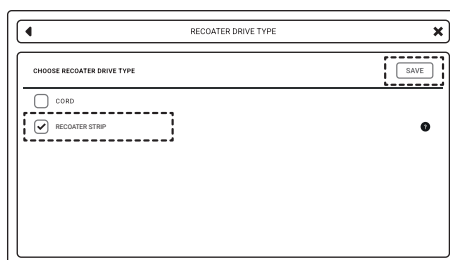 RECOATER DRIVE TYPE
CHOOSE RECOATER DRIVE TYPE
SAVE
CORD
RECOATER STRIP
?